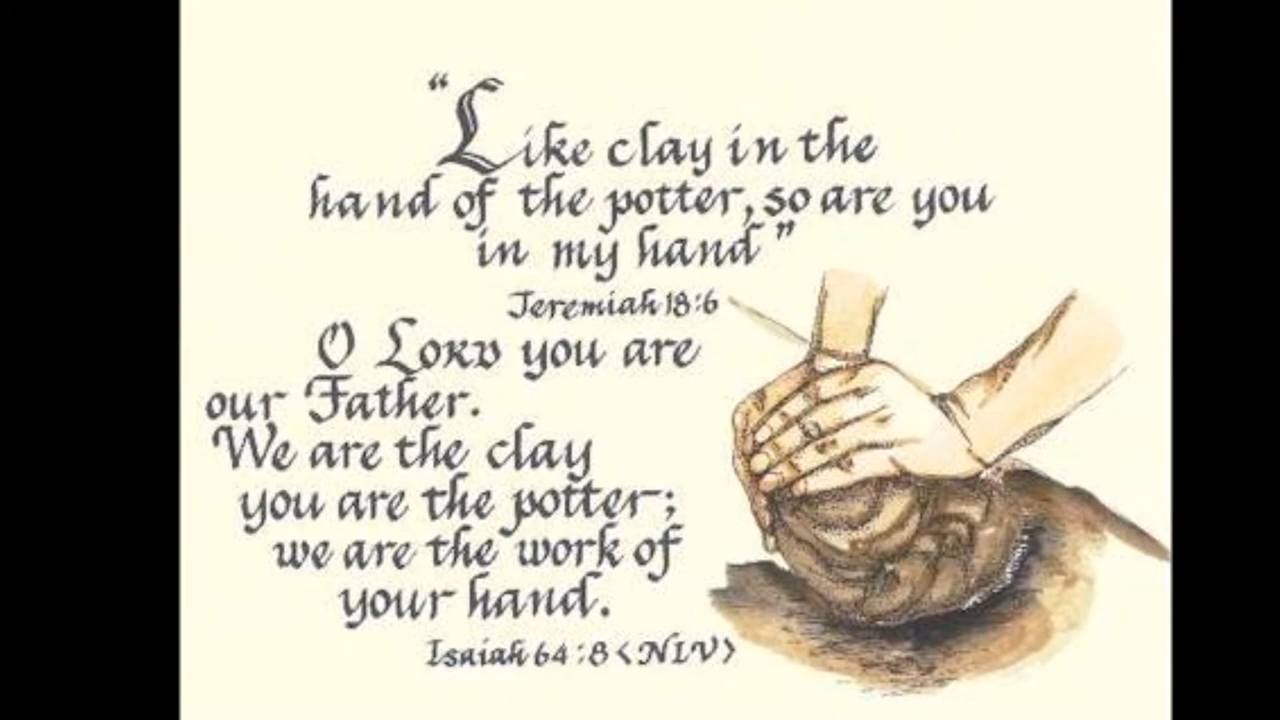 “Like clay in the
hand of the potter, so are you
in my hand”
Jeremiah 18:6
O LORD you are
our Father.
We are the clay
you are the potter;
we are the work of
your hand.
Isaiah 64:8 <NIV>